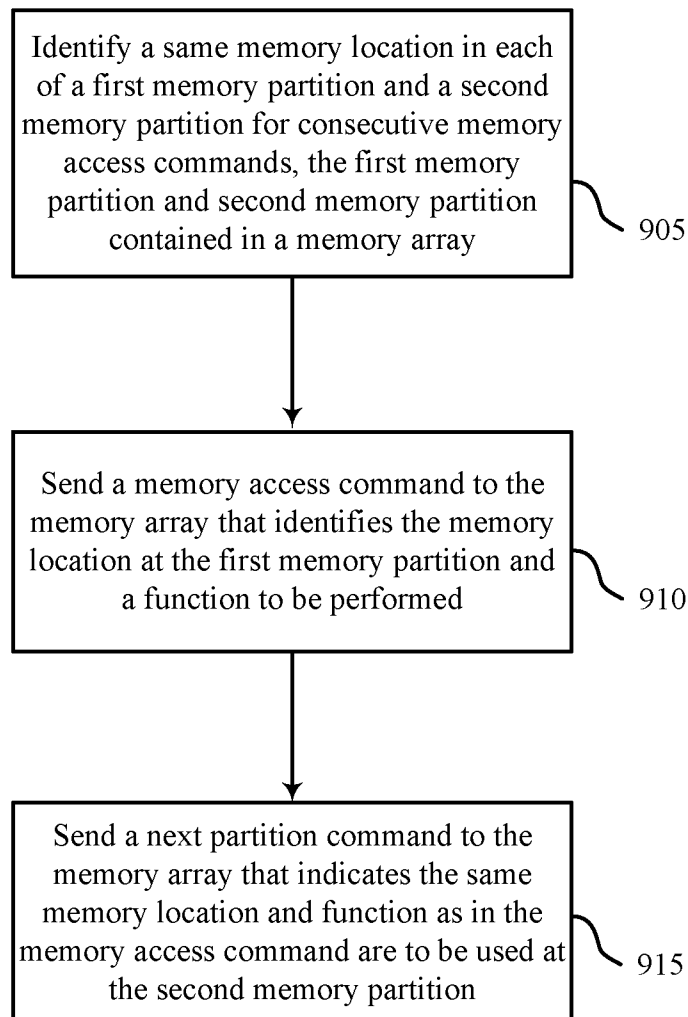 Identify a same memory location in each
of a first memory partition and a second
memory partition for consecutive memory
access commands, the first memory
partition and second memory partition
contained in a memory array
905
Send a memory access command to the
memory array that identifies the memory
location at the first memory partition and
a function to be performed
910
Send a next partition command to the
memory array that indicates the same
memory location and function as in the
memory access command are to be used at
the second memory partition
915